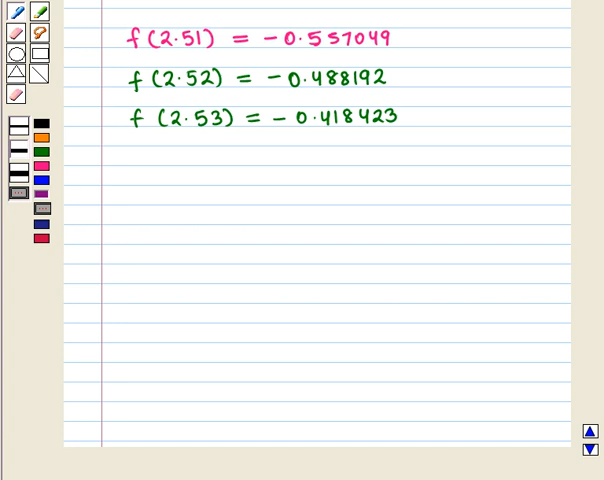 f (2.51) = - 0.557049
f (2.52) = - 0.488192
f (2.53) = - 0.418423